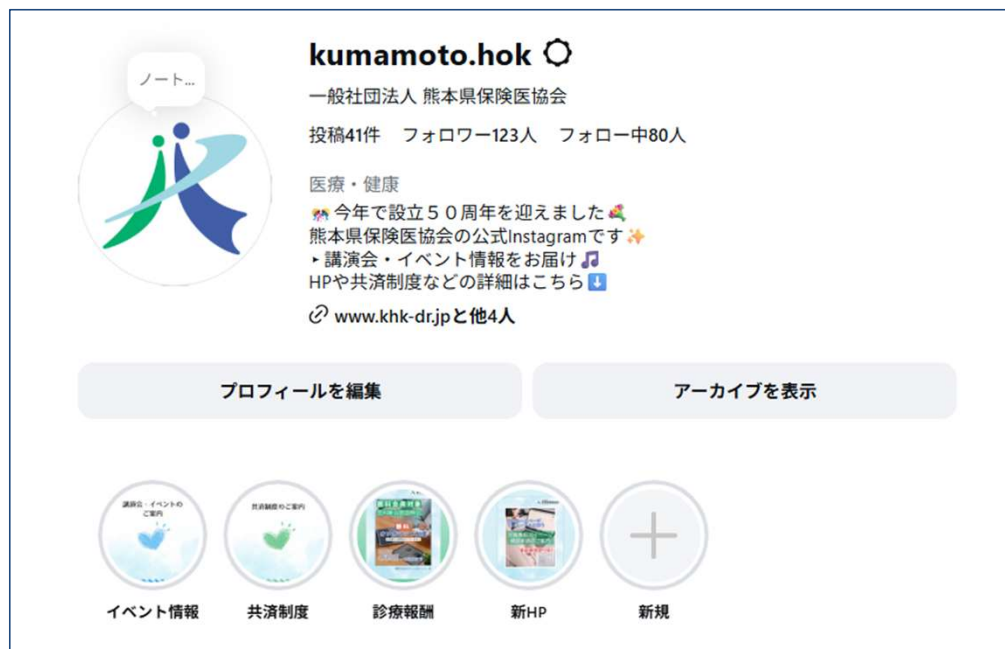 kumamoto.hok
ノート...
一般社団法人 熊本県保険医協会
投稿41件 フォロワー123人 フォロー中80人
医療・健康
🎊今年で設立５０周年を迎えました💐
熊本県保険医協会の公式Instagramです✨
▸講演会・イベント情報をお届け🎵
HPや共済制度などの詳細はこちら⬇️
www.khk-dr.jpと他4人
プロフィールを編集
アーカイブを表示
講演会・イベントの
ご案内
共済制度のご案内
イベント情報
共済制度
診療報酬
新HP
新規